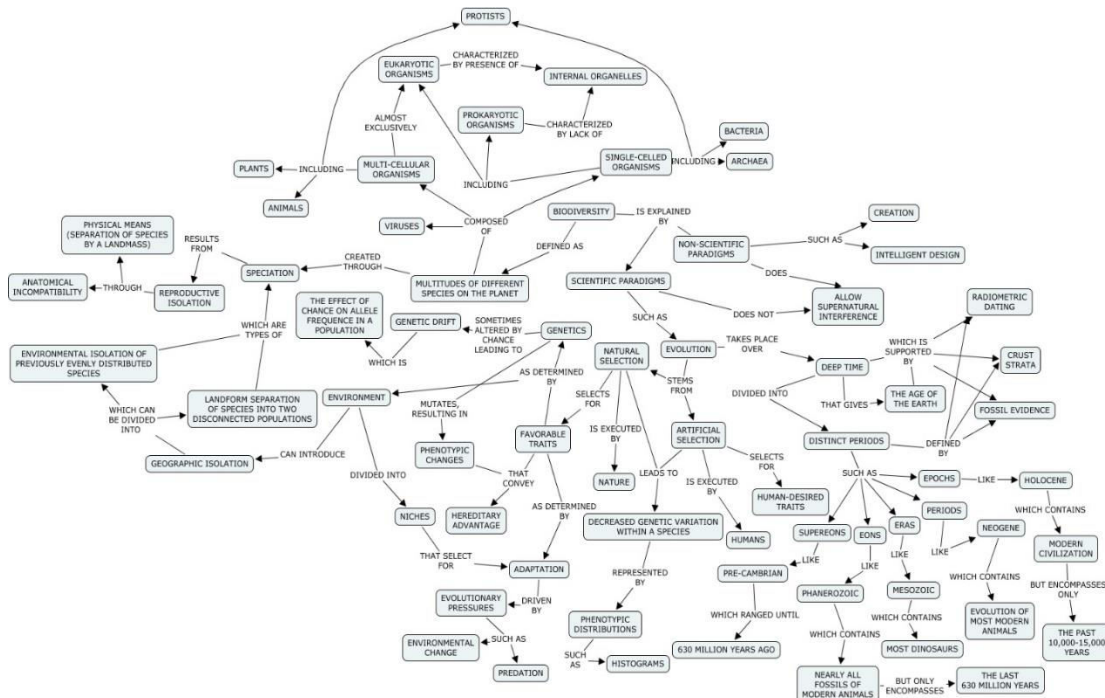 PROTISTS
EUKARYOTIC
ORGANISMS
CHARACTERIZED
BY PRESENCE OF
INTERNAL ORGANELLES
PROKARYOTIC
ORGANISMS
CHARACTERIZED
BY LACK OF
ALMOST
EXCLUSIVELY
BACTERIA
PLANTS
INCLUDING
MULTI-CELLULAR
ORGANISMS
INCLUDING
SINGLE-CELLED
ORGANISMS
INCLUDING
ARCHAEA
ANIMALS
VIRUSES
COMPOSED
OF
BIODIVERSITY
IS EXPLAINED
BY
CREATION
NON-SCIENTIFIC
PARADIGMS
SUCH AS
INTELLIGENT DESIGN
PHYSICAL MEANS
(SEPARATION OF SPECIES
BY A LANDMASS)
RESULTS
FROM
DEFINED AS
CREATED
THROUGH
SPECIATION
ANATOMICAL
INCOMPATIBILITY
THROUGH
REPRODUCTIVE
ISOLATION
MULTITUDES OF DIFFERENT
SPECIES ON THE PLANET
SCIENTIFIC PARADIGMS
DOES
ALLOW
SUPERNATURAL
INTERFERENCE
DOES NOT
RADIOMETRIC
DATING
THE EFFECT OF
CHANCE ON ALLELE
FREQUENCE IN A
POPULATION
GENETIC DRIFT
SOMETIMES
ALTERED BY
CHANCE
LEADING TO
GENETICS
SUCH AS
WHICH IS
WHICH ARE
TYPES OF
NATURAL
SELECTION
EVOLUTION
TAKES PLACE
OVER
DEEP TIME
WHICH IS
SUPPORTED
BY
CRUST
STRATA
ENVIRONMENTAL ISOLATION OF
PREVIOUSLY EVENLY DISTRIBUTED
SPECIES
LANDFORM SEPARATION
OF SPECIES INTO TWO
DISCONNECTED POPULATIONS
ENVIRONMENT
AS DETERMINED
BY
SELECTS
FOR
STEMS
FROM
DIVIDED INTO
THAT GIVES
THE AGE OF
THE EARTH
FOSSIL EVIDENCE
WHICH CAN
BE DIVIDED
INTO
MUTATES,
RESULTING IN
FAVORABLE
TRAITS
IS EXECUTED
BY
ARTIFICIAL
SELECTION
DISTINCT PERIODS
DEFINED
BY
GEOGRAPHIC ISOLATION
CAN INTRODUCE
PHENOTYPIC
CHANGES
THAT
CONVEY
NATURE
LEADS TO
IS EXECUTED
BY
SELECTS
FOR
HUMAN-DESIRED
TRAITS
DIVIDED
INTO
SUCH AS
EPOCHS
LIKE
HOLOCENE
NICHES
HEREDITARY
ADVANTAGE
AS DETERMINED
BY
DECREASED GENETIC VARIATION
WITHIN A SPECIES
HUMANS
SUPEREONS
EONS
ERAS
PERIODS
NEOGENE
WHICH CONTAINS
THAT SELECT
FOR
ADAPTATION
REPRESENTED
BY
PRE-CAMBRIAN
LIKE
LIKE
LIKE
LIKE
MODERN
CIVILIZATION
EVOLUTIONARY
PRESSURES
DRIVEN
BY
PHENOTYPIC
DISTRIBUTIONS
PHANEROZOIC
MESOZOIC
WHICH CONTAINS
BUT ENCOMPASSES
ONLY
WHICH RANGED UNTIL
WHICH CONTAINS
EVOLUTION OF
MOST MODERN
ANIMALS
ENVIRONMENTAL
CHANGE
SUCH AS
PREDATION
SUCH
AS
HISTOGRAMS
630 MILLION YEARS AGO
WHICH CONTAINS
MOST DINOSAURS
THE PAST
10,000-15,000
YEARS
NEARLY ALL
FOSSILS OF
MODERN ANIMALS
BUT ONLY
ENCOMPASSES
THE LAST
630 MILLION YEARS